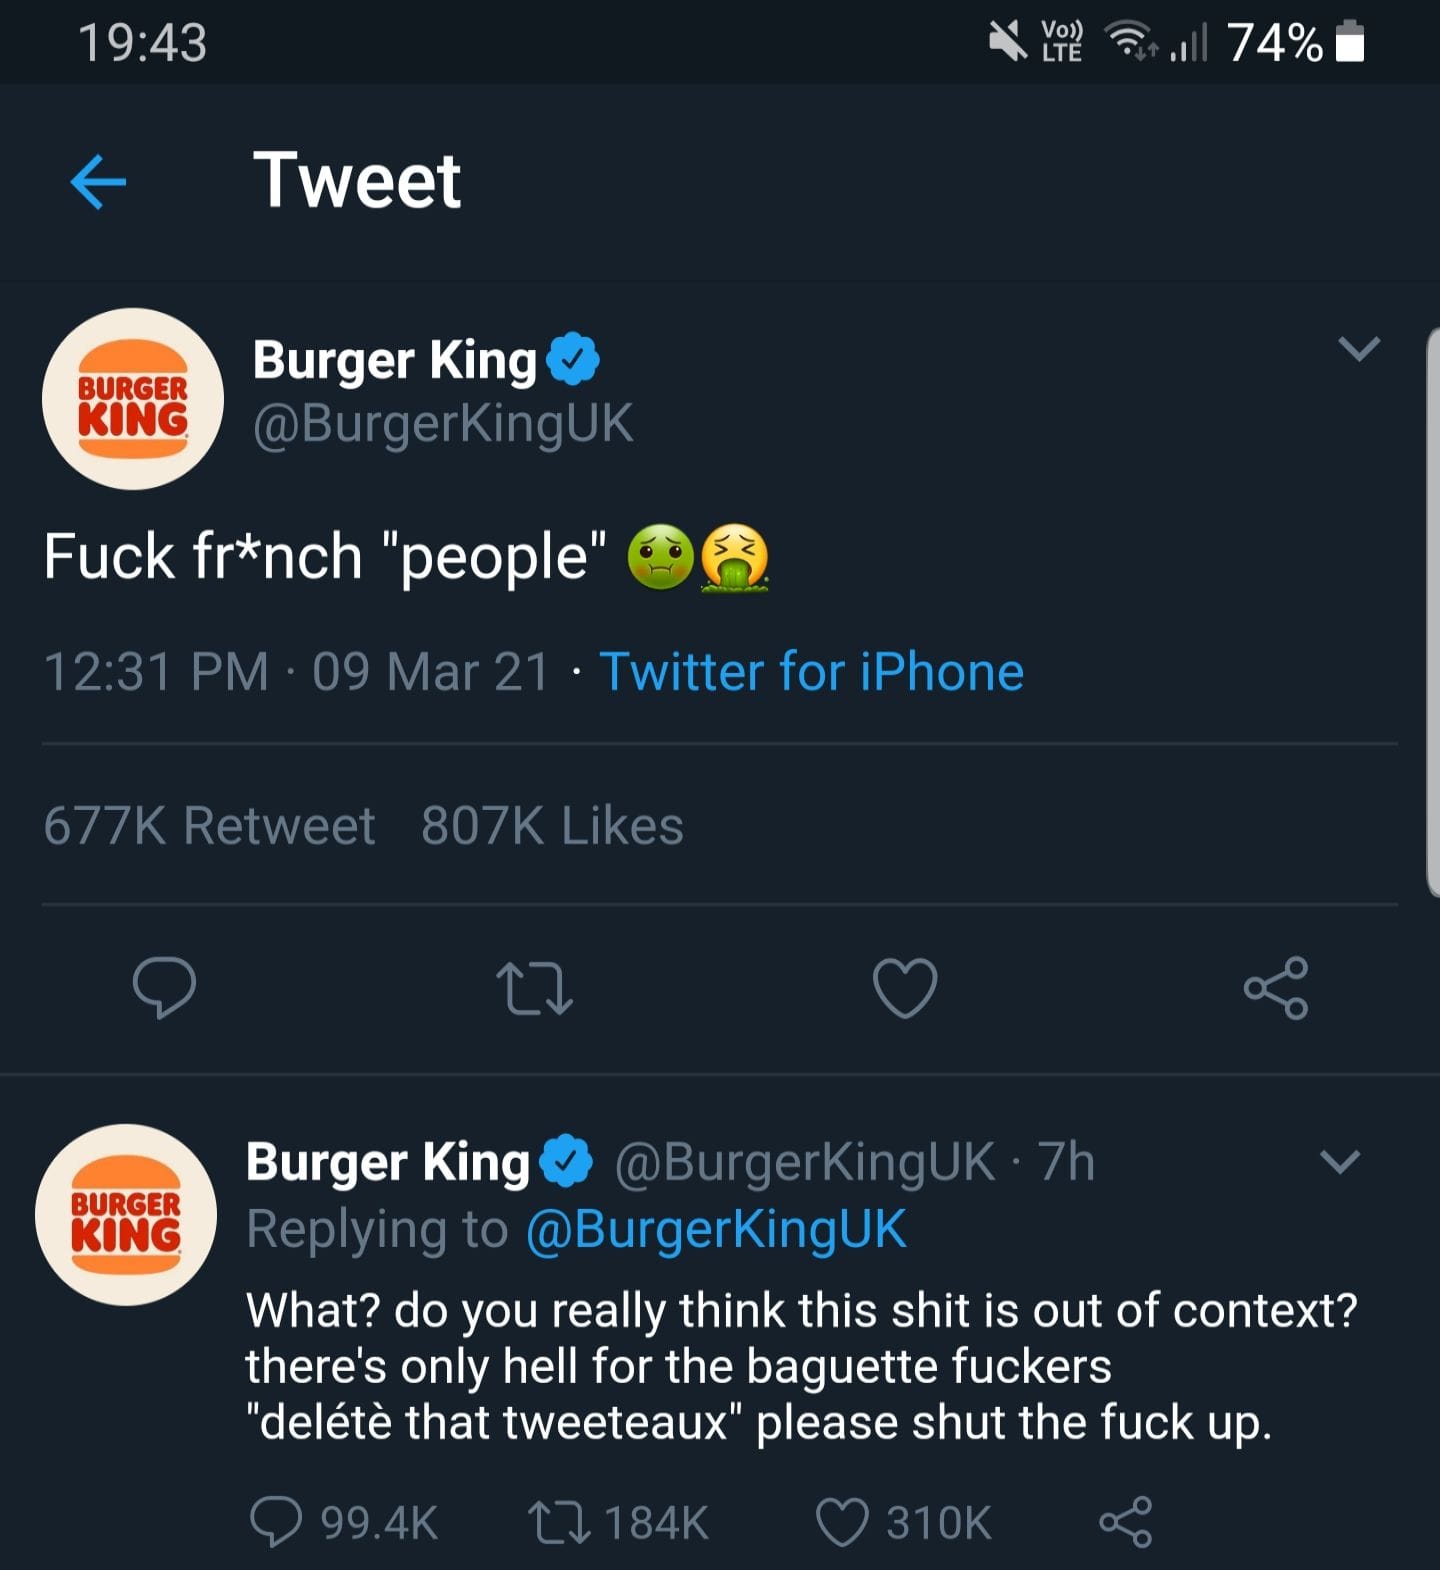 19:43 Vo)) LTE 74%
Tweet
BURGER
KING
Burger King
@BurgerKingUK
Fuck fr*nch "people" 🤢🤮
12:31 PM · 09 Mar 21 · Twitter for iPhone
677K Retweet 807K Likes
BURGER
KING
Burger King @BurgerKingUK · 7h
Replying to @BurgerKingUK
What? do you really think this shit is out of context?
there's only hell for the baguette fuckers
"delétè that tweeteaux" please shut the fuck up.
99.4K 184K 310K